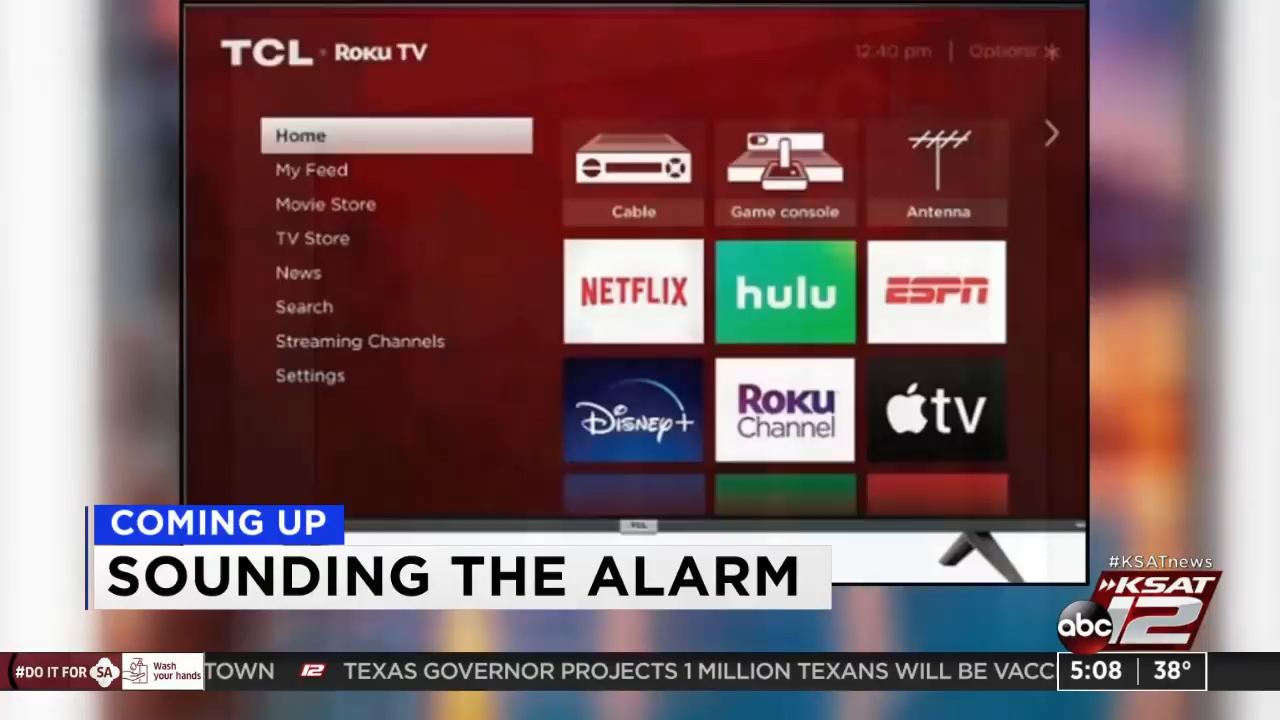 TCL • Roku TV
12:40 pm | Options
Home
My Feed
Movie Store
TV Store
News
Search
Streaming Channels
Settings
Cable
Game console
Antenna
NETFLIX
hulu
ESPN
Disney+
Roku Channel
tv
TCL
COMING UP
SOUNDING THE ALARM
#KSATnews
KSAT
abc
12
#DO IT FOR SA
Wash
your hands
TOWN 12 TEXAS GOVERNOR PROJECTS 1 MILLION TEXANS WILL BE VACC
5:08 38°